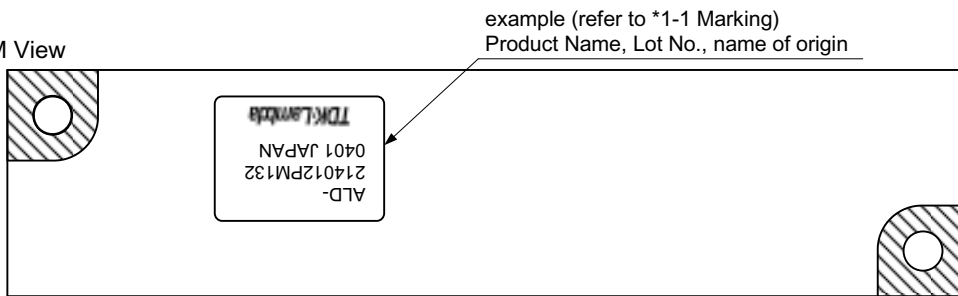 example (refer to *1-1 Marking)
Product Name, Lot No., name of origin
M View
ALD-
214012PM132
0401 JAPAN
TDK-Lambda